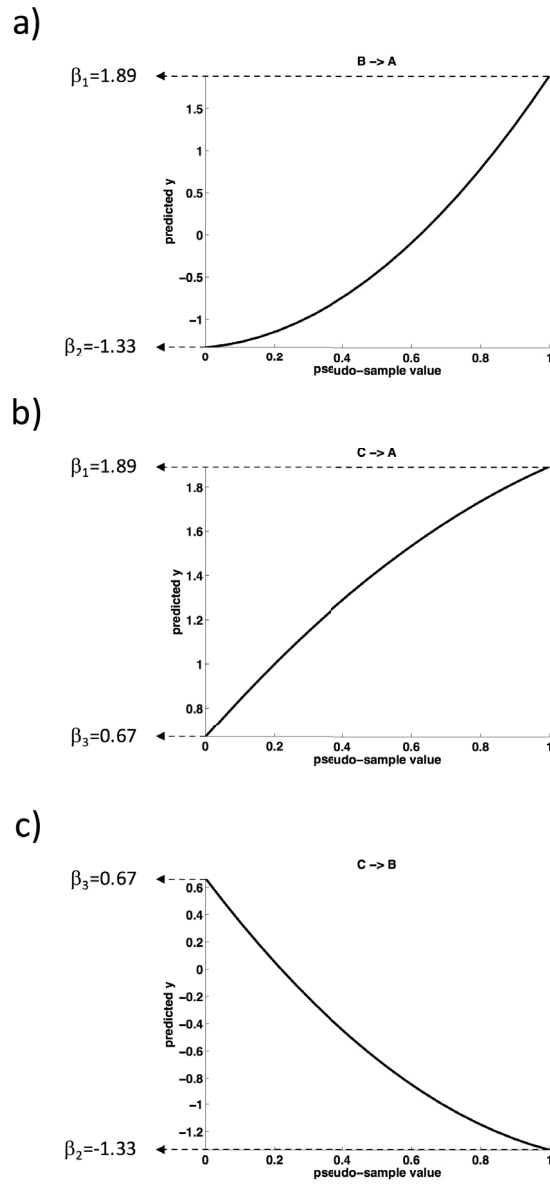 a)
B −> A
β1=1.89
1.5
1
0.5
0
−0.5
−1
predicted y
β2=-1.33
0 0.2 0.4 0.6 0.8 1
pseudo−sample value
b)
C −> A
β1=1.89
1.8
1.6
1.4
1.2
1
0.8
predicted y
β3=0.67
0 0.2 0.4 0.6 0.8 1
pseudo−sample value
c)
C −> B
β3=0.67
0.6
0.4
0.2
0
−0.2
−0.4
−0.6
−0.8
−1
−1.2
predicted y
β2=-1.33
0 0.2 0.4 0.6 0.8 1
pseudo−sample value